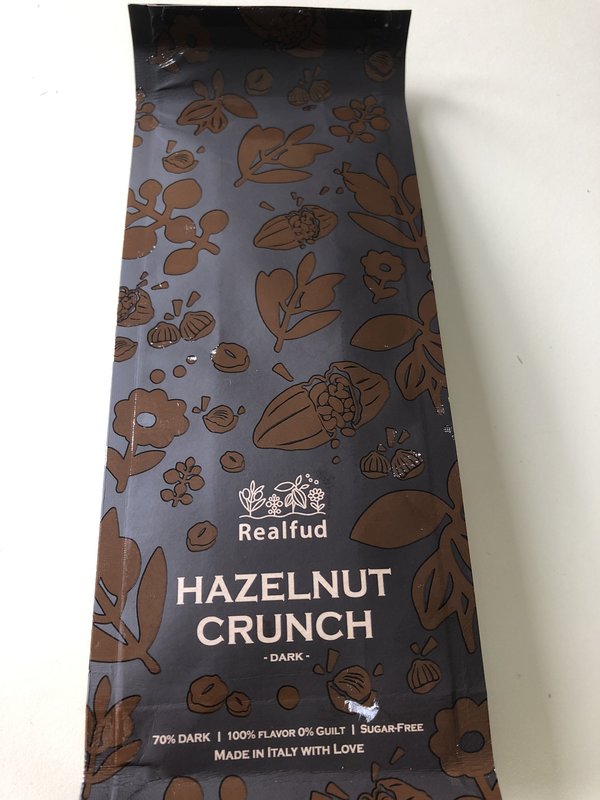 Realfud
HAZELNUT
CRUNCH
- DARK -
70% DARK | 100% FLAVOR 0% GUILT | SUGAR-FREE
MADE IN ITALY WITH LOVE